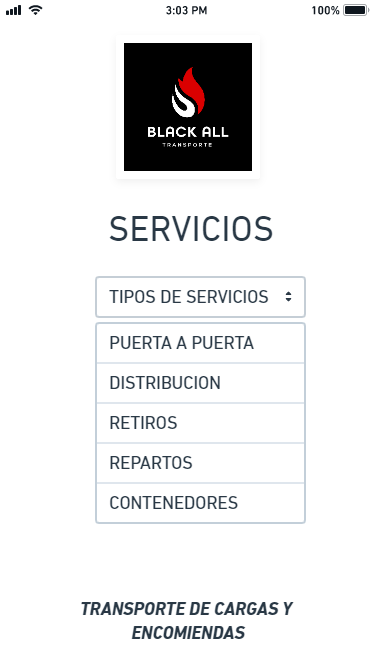 3:03 PM
100%
BLACK ALL
TRANSPORTE
SERVICIOS
TIPOS DE SERVICIOS
PUERTA A PUERTA
DISTRIBUCION
RETIROS
REPARTOS
CONTENEDORES
TRANSPORTE DE CARGAS Y
ENCOMIENDAS